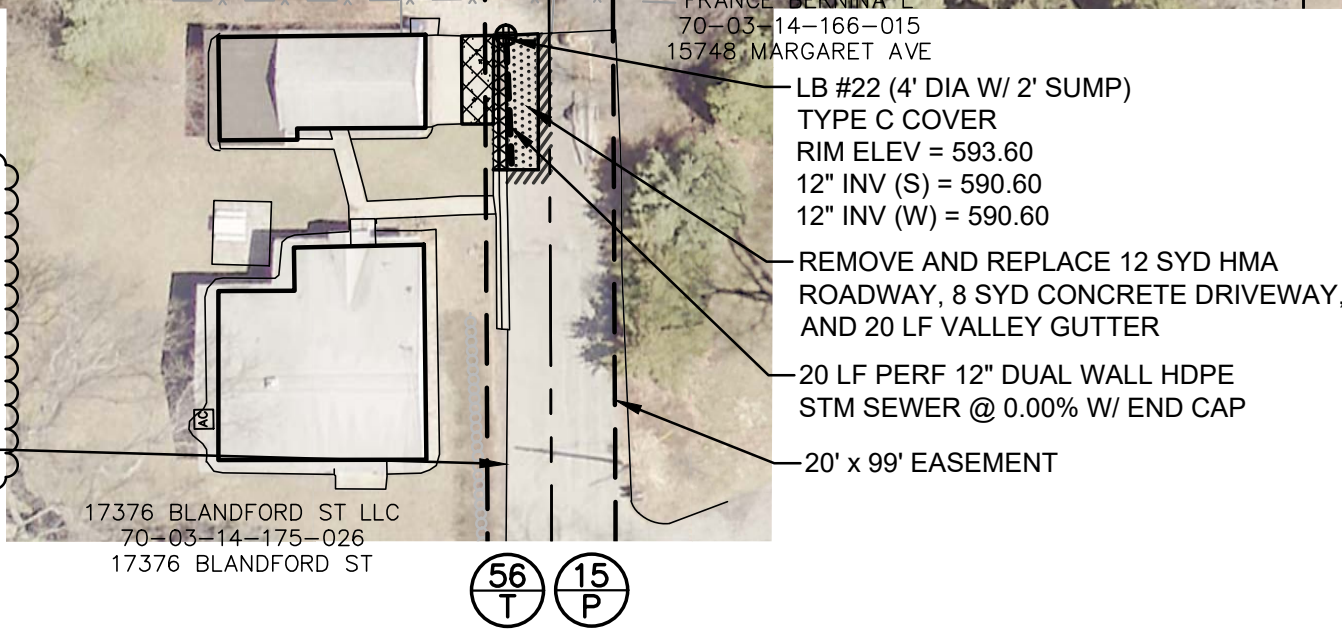 FRANCE BERNINA L
70-03-14-166-015
15748 MARGARET AVE
LB #22 (4' DIA W/ 2' SUMP)
TYPE C COVER
RIM ELEV = 593.60
12" INV (S) = 590.60
12" INV (W) = 590.60
REMOVE AND REPLACE 12 SYD HMA
ROADWAY, 8 SYD CONCRETE DRIVEWAY,
AND 20 LF VALLEY GUTTER
20 LF PERF 12" DUAL WALL HDPE
STM SEWER @ 0.00% W/ END CAP
20' x 99' EASEMENT
AC
17376 BLANDFORD ST LLC
70-03-14-175-026
17376 BLANDFORD ST
56 15
T P